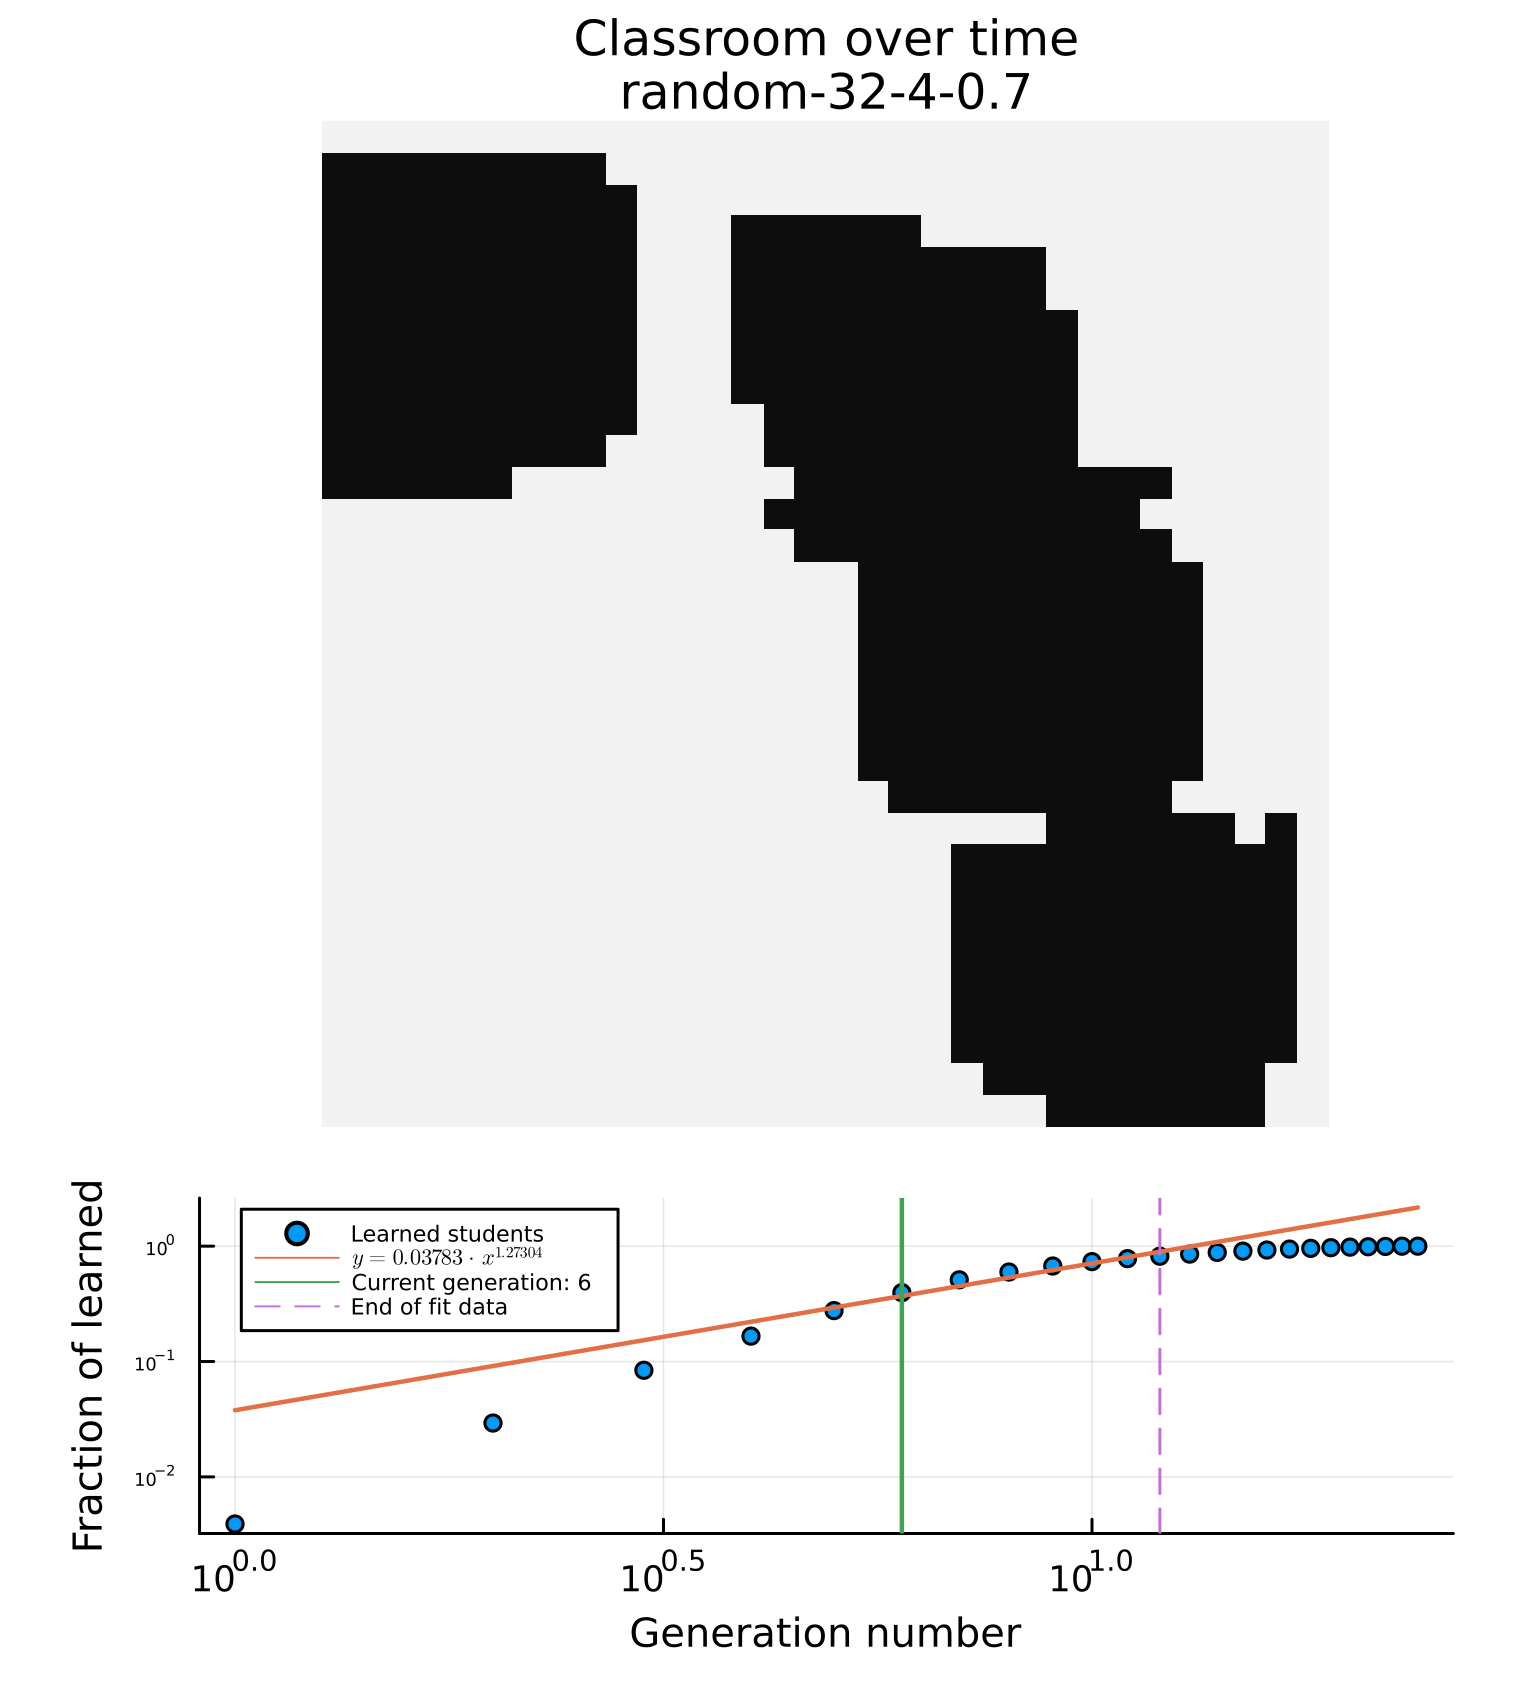 Classroom over time
random-32-4-0.7
Fraction of learned
10⁰
10⁻¹
10⁻²
Learned students
y = 0.03783 · x^1.27304
Current generation: 6
End of fit data
10^0.0
10^0.5
10^1.0
Generation number